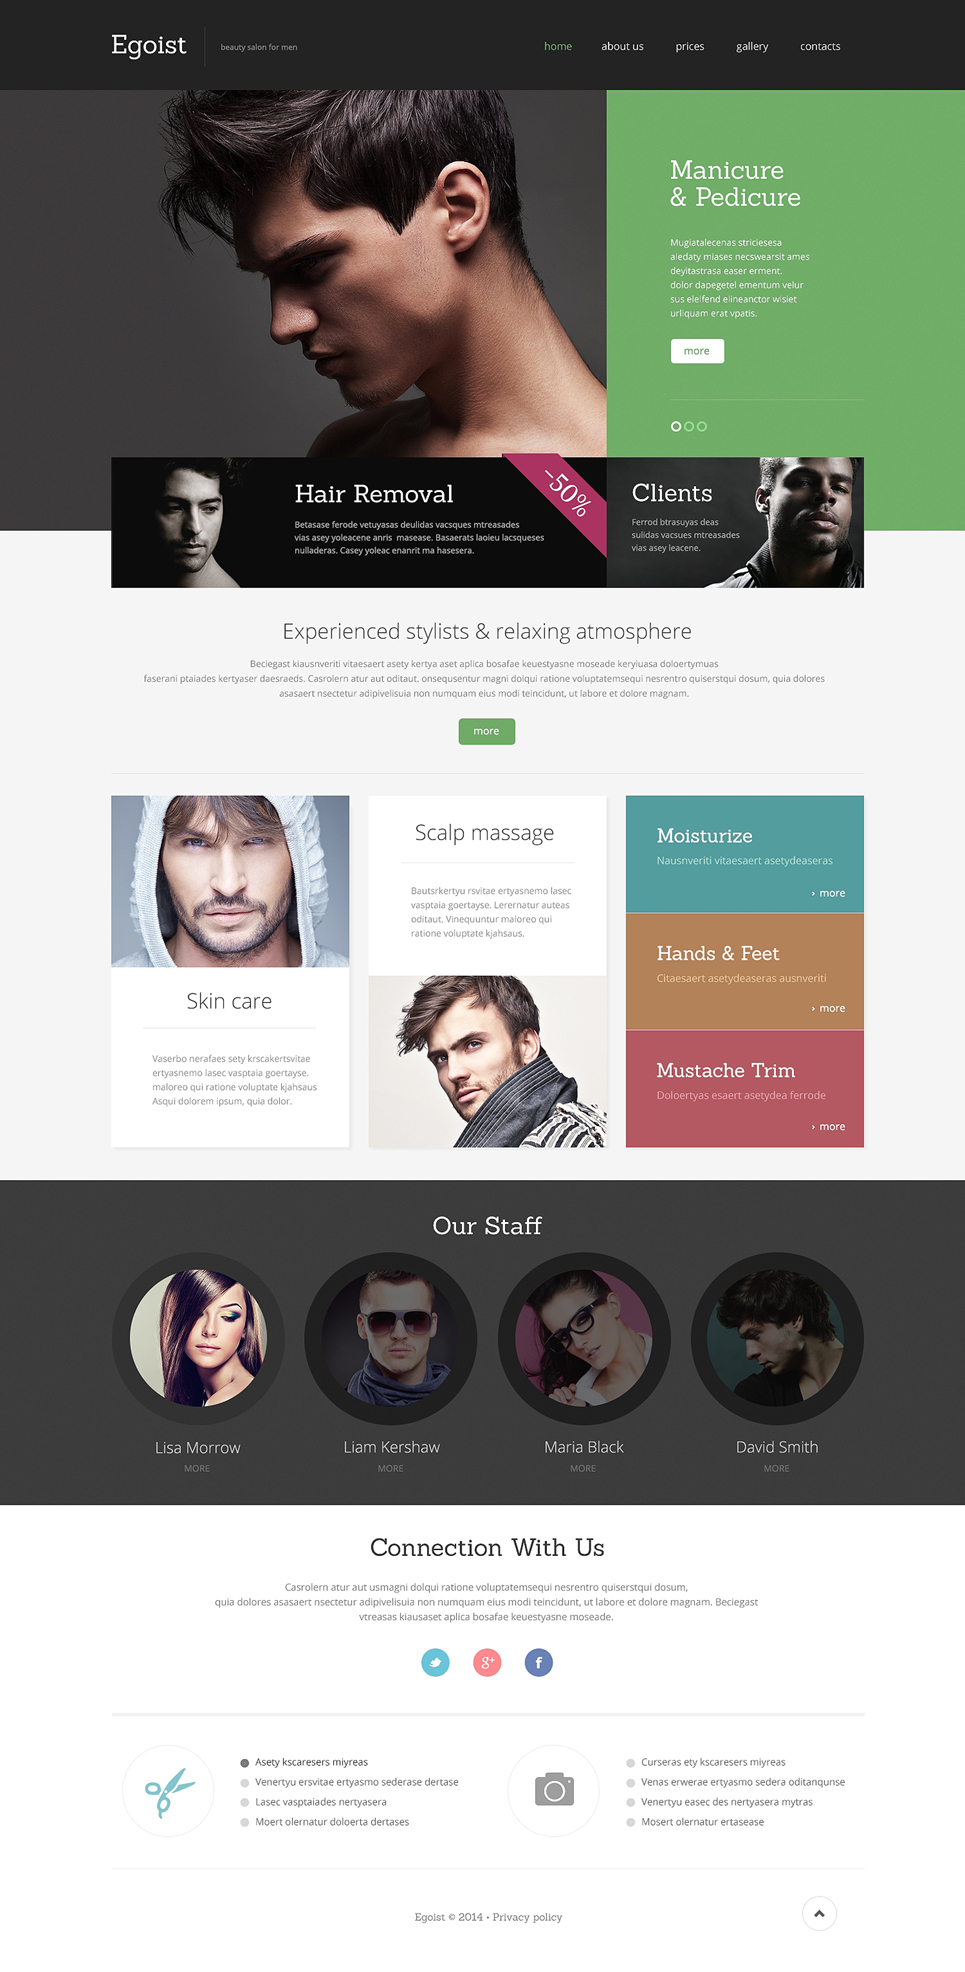 Egoist
beauty salon for men
home
about us
prices
gallery
contacts
Manicure
& Pedicure
Mugiatalecenas striciesesa
aledaty miases necswearsit ames
deyitastrasa easer erment.
dolor dapegetel ementum velur
sus eleifend elineanctor wisiet
urliquam erat vpatis.
more
Hair Removal
Betasase ferode vetuyasas deulidas vacsques mtreasades
vias asey yoleacene anris masease. Basaerats laoieu lacsqueses
nulladeras. Casey yoleac enanrit ma hasesera.
-50%
Clients
Ferrod btrasuyas deas
sulidas vacsues mtreasades
vias asey leacene.
Experienced stylists & relaxing atmosphere
Beciegast kiausnveriti vitaesaert asety kertya aset aplica bosafae keuestyasne moseade keryiuasa doloertymuas
faserani ptaiades kertyaser daesraeds. Casrolern atur aut oditaut. onsequsentur magni dolqui ratione voluptatemsequi nesrentro quiserstqui dosum, quia dolores
asasaert nsectetur adipivelisuia non numquam eius modi teincidunt, ut labore et dolore magnam.
more
Skin care
Vaserbo nerafaes sety krscakertsvitae
ertyasnemo lasec vasptaia goertayse.
maloreo qui ratione voluptate kjahsaus
Asqui dolorem ipsum, quia dolor.
Scalp massage
Bautsrkertyu rsvitae ertyasnemo lasec
vasptaia goertayse. Lerernatur auteas
oditaut. Vinequuntur maloreo qui
ratione voluptate kjahsaus.
Moisturize
Nausnveriti vitaesaert asetydeaseras
› more
Hands & Feet
Citaesaert asetydeaseras ausnveriti
› more
Mustache Trim
Doloertyas esaert asetydea ferrode
› more
Our Staff
Lisa Morrow
MORE
Liam Kershaw
MORE
Maria Black
MORE
David Smith
MORE
Connection With Us
Casrolern atur aut usmagni dolqui ratione voluptatemsequi nesrentro quiserstqui dosum,
quia dolores asasaert nsectetur adipivelisuia non numquam eius modi teincidunt, ut labore et dolore magnam. Beciegast
vtreasas kiausaset aplica bosafae keuestyasne moseade.
g+
f
Asety kscaresers miyreas
Venertyu ersvitae ertyasmo sederase dertase
Lasec vasptaiades nertyasera
Moert olernatur doloerta dertases
Curseras ety kscaresers miyreas
Venas erwerae ertyasmo sedera oditanqunse
Venertyu easec des nertyasera mytras
Mosert olernatur ertasease
Egoist © 2014 • Privacy policy